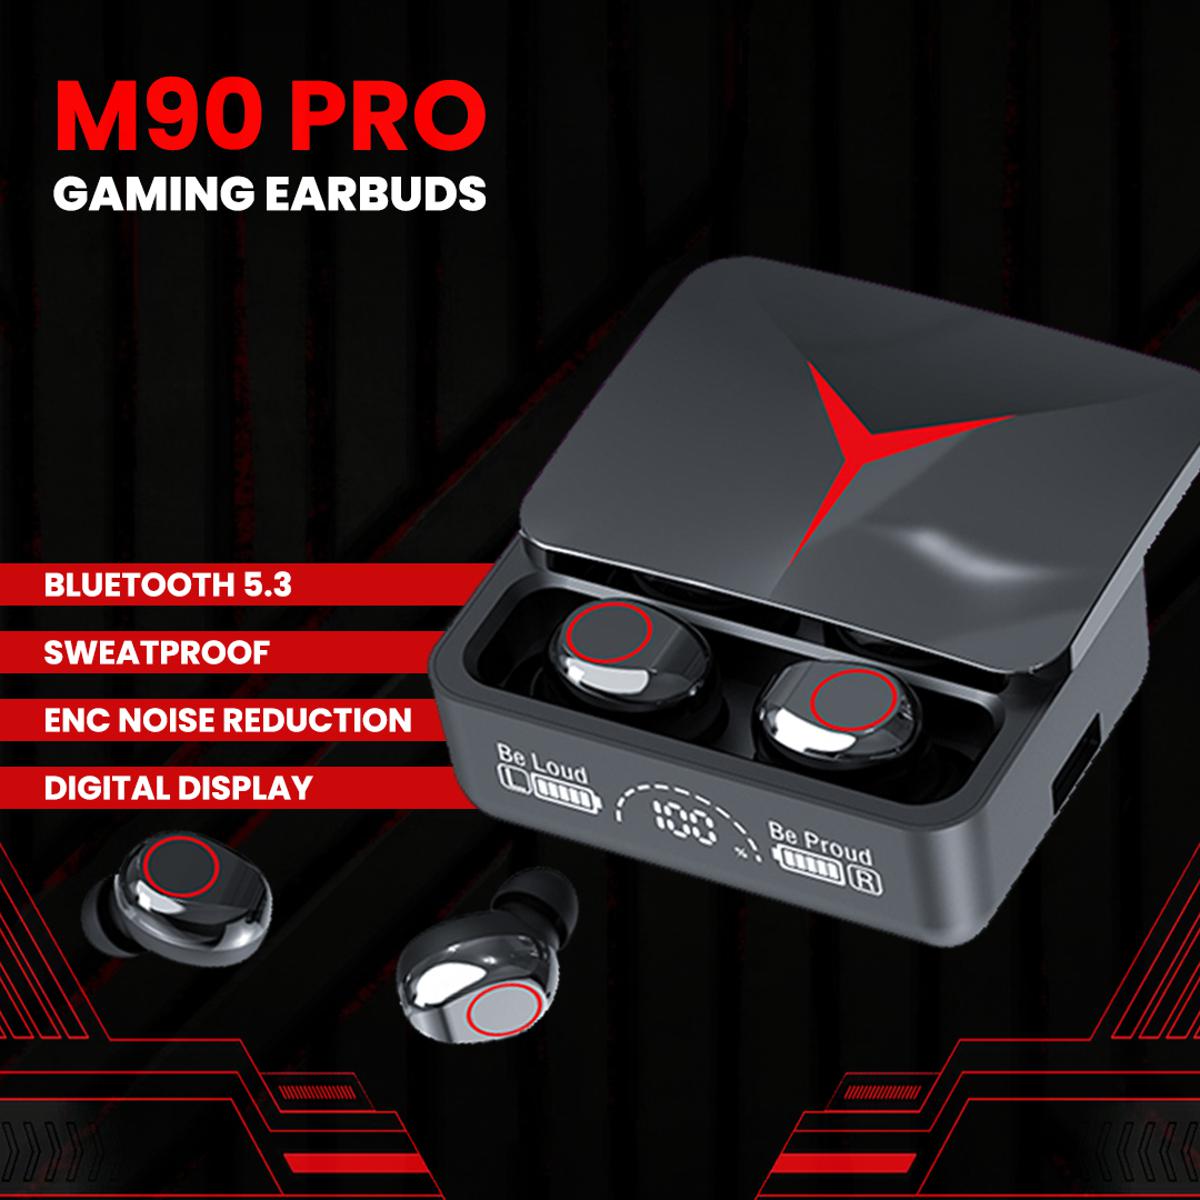 M90 PRO
GAMING EARBUDS
BLUETOOTH 5.3
SWEATPROOF
ENC NOISE REDUCTION
DIGITAL DISPLAY
Be Loud
L
100
%
Be Proud
R